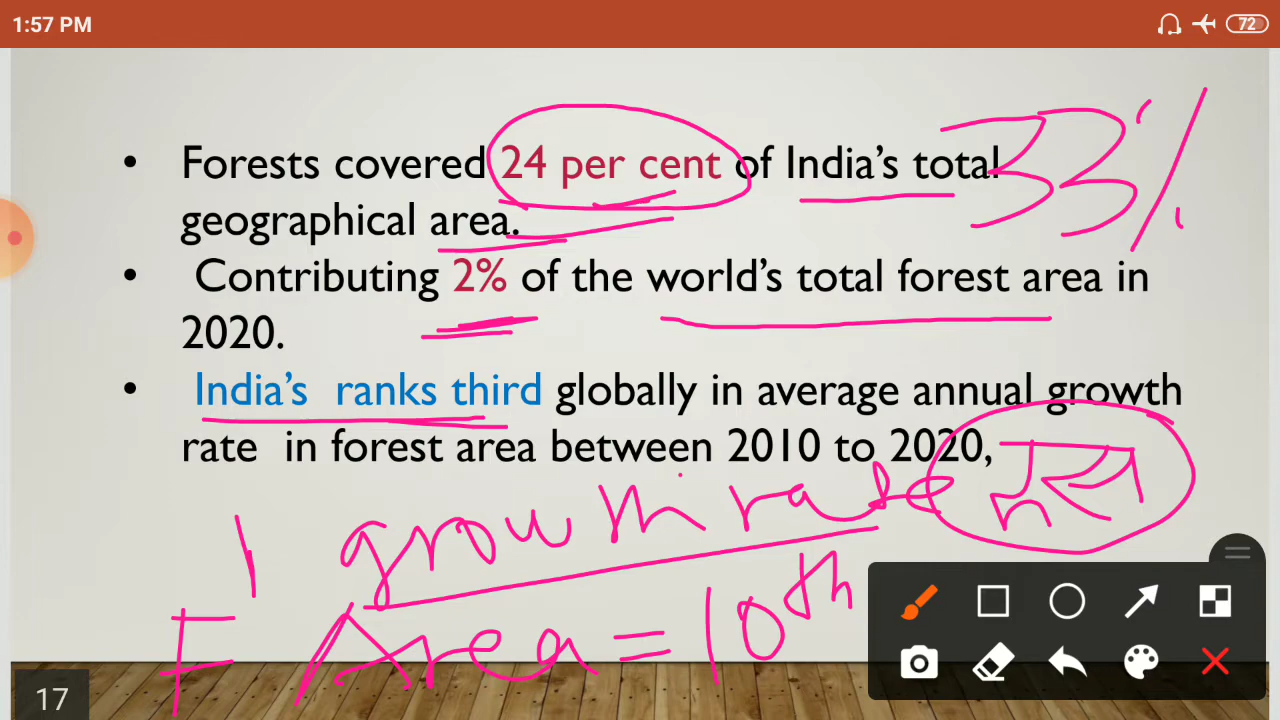 1:57 PM
72
• Forests covered 24 per cent of India's total
geographical area.
33%
• Contributing 2% of the world's total forest area in
2020.
• India's ranks third globally in average annual growth
rate in forest area between 2010 to 2020,
growth rate
F Area = 10th
17